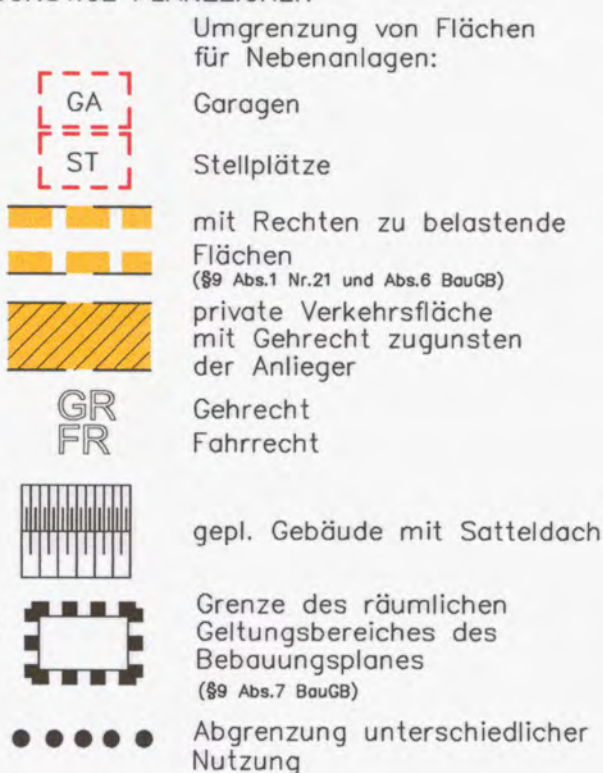 Umgrenzung von Flächen
für Nebenanlagen:
GA Garagen
ST Stellplätze
mit Rechten zu belastende
Flächen
(§9 Abs.1 Nr.21 und Abs.6 BauGB)
private Verkehrsfläche
mit Gehrecht zugunsten
der Anlieger
GR Gehrecht
FR Fahrrecht
gepl. Gebäude mit Satteldach
Grenze des räumlichen
Geltungsbereiches des
Bebauungsplanes
(§9 Abs.7 BauGB)
Abgrenzung unterschiedlicher
Nutzung